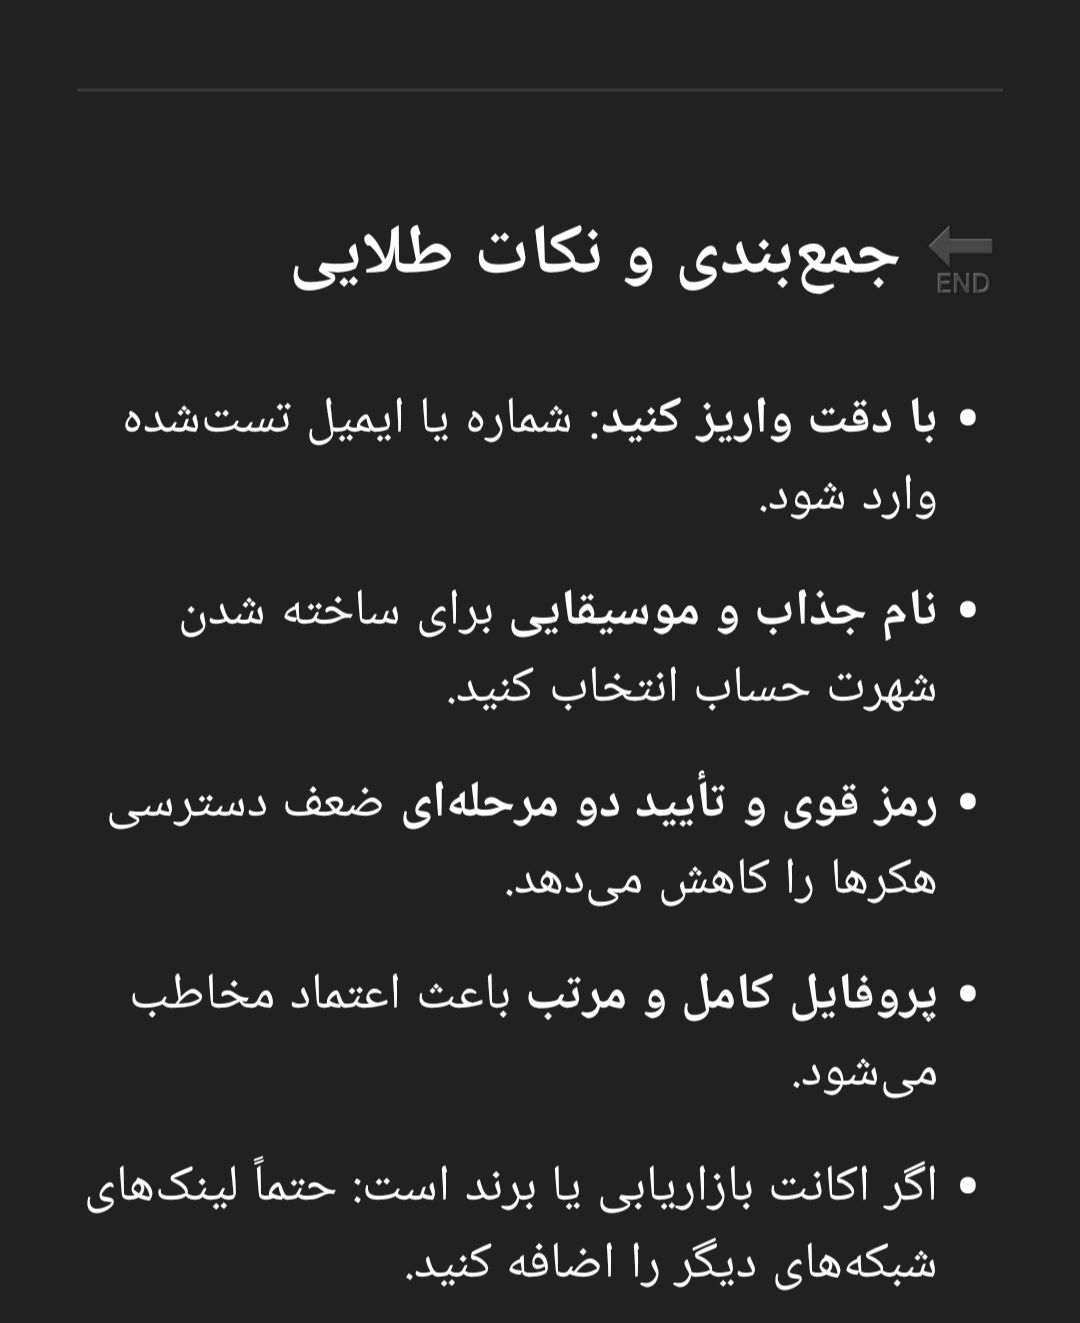 🔚 جمع‌بندی و نکات طلایی
• با دقت واریز کنید: شماره یا ایمیل تست‌شده
وارد شود.
• نام جذاب و موسیقایی برای ساخته شدن
شهرت حساب انتخاب کنید.
• رمز قوی و تأیید دو مرحله‌ای ضعف دسترسی
هکرها را کاهش می‌دهد.
• پروفایل کامل و مرتب باعث اعتماد مخاطب
می‌شود.
• اگر اکانت بازاریابی یا برند است: حتماً لینک‌های
شبکه‌های دیگر را اضافه کنید.